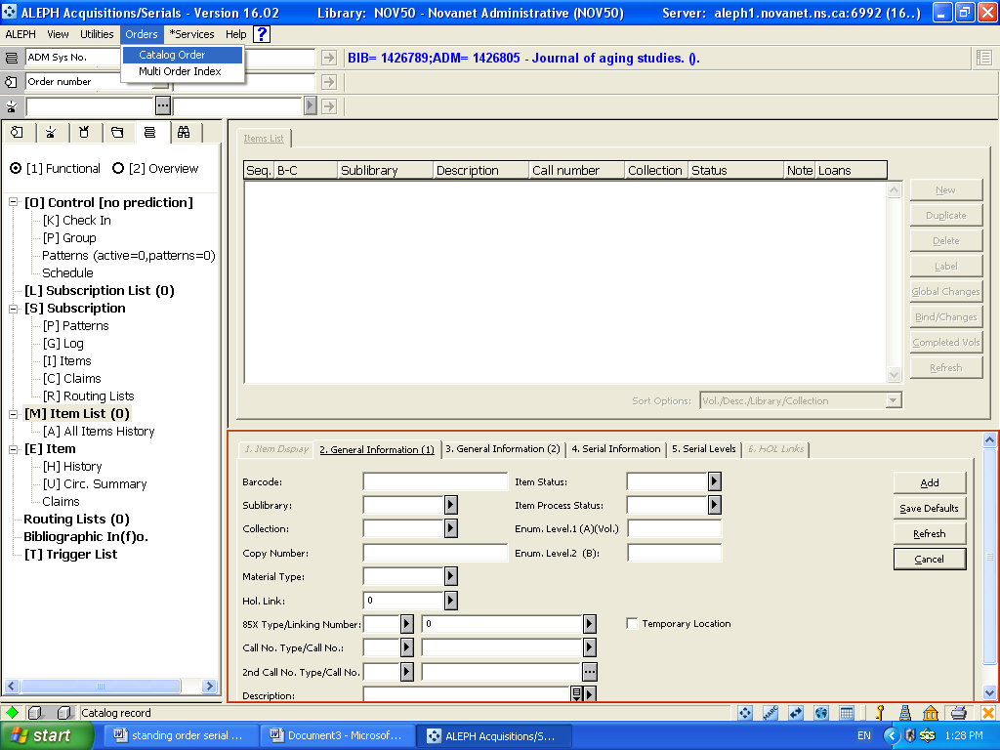 ALEPH Acquisitions/Serials - Version 16.02 Library: NOV50 - Novanet Administrative (NOV50) Server: aleph1.novanet.ns.ca:6992 (16..)
ALEPH View Utilities Orders *Services Help ?
Catalog Order
Multi Order Index
ADM Sys No.
BIB= 1426789;ADM= 1426805 - Journal of aging studies. ().
Order number
[1] Functional [2] Overview
[O] Control [no prediction]
[K] Check In
[P] Group
Patterns (active=0,patterns=0)
Schedule
[L] Subscription List (0)
[S] Subscription
[P] Patterns
[G] Log
[I] Items
[C] Claims
[R] Routing Lists
[M] Item List (0)
[A] All Items History
[E] Item
[H] History
[U] Circ. Summary
Claims
Routing Lists (0)
Bibliographic In(f)o.
[T] Trigger List
Items List
Seq. B-C Sublibrary Description Call number Collection Status Note Loans
New
Duplicate
Delete
Label
Global Changes
Bind/Changes
Completed Vols
Refresh
Sort Options: Vol./Desc./Library/Collection
1. Item Display 2. General Information (1) 3. General Information (2) 4. Serial Information 5. Serial Levels 6. HOL Links
Barcode: Item Status:
Sublibrary: Item Process Status:
Collection: Enum. Level.1 (A)(Vol.)
Copy Number: Enum. Level.2 (B):
Material Type:
Hol. Link: 0
85X Type/Linking Number: 0 Temporary Location
Call No. Type/Call No.:
2nd Call No. Type/Call No.
Description:
Add
Save Defaults
Refresh
Cancel
Catalog record
MARC
start standing order serial ... Document3 - Microsof... ALEPH Acquisitions/S... EN 1:28 PM